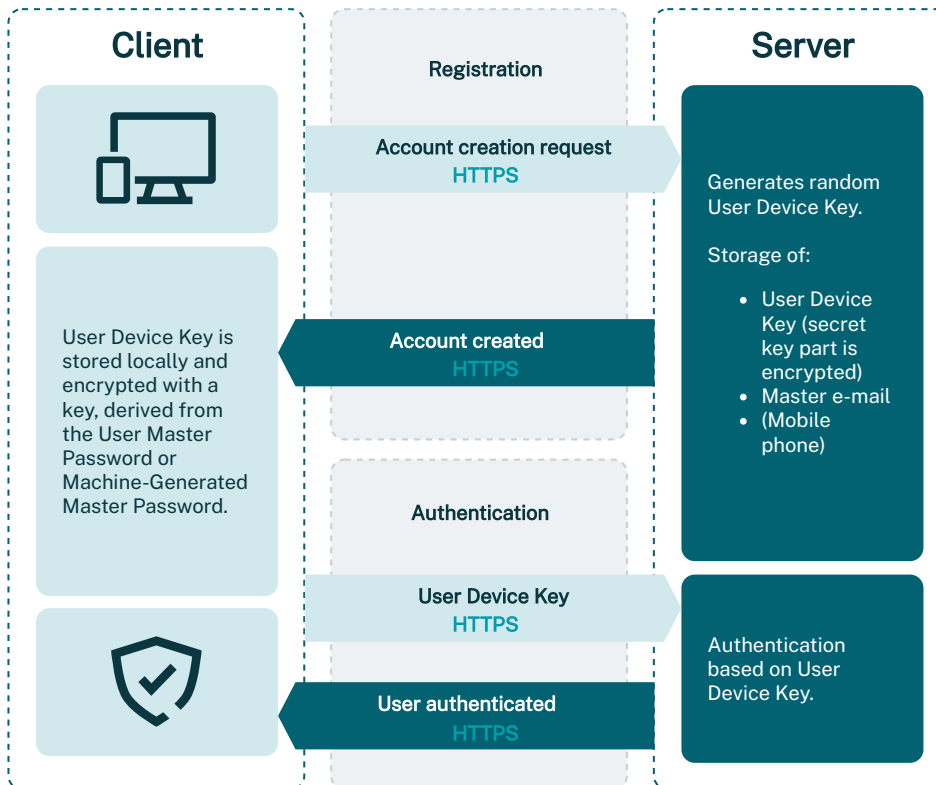 Client
Registration
Server
Account creation request
HTTPS
Generates random
User Device Key.
Storage of:
• User Device
Key (secret
key part is
encrypted)
• Master e-mail
• (Mobile
phone)
User Device Key is
stored locally and
encrypted with a
key, derived from
the User Master
Password or
Machine-Generated
Master Password.
Account created
HTTPS
Authentication
User Device Key
HTTPS
Authentication
based on User
Device Key.
User authenticated
HTTPS